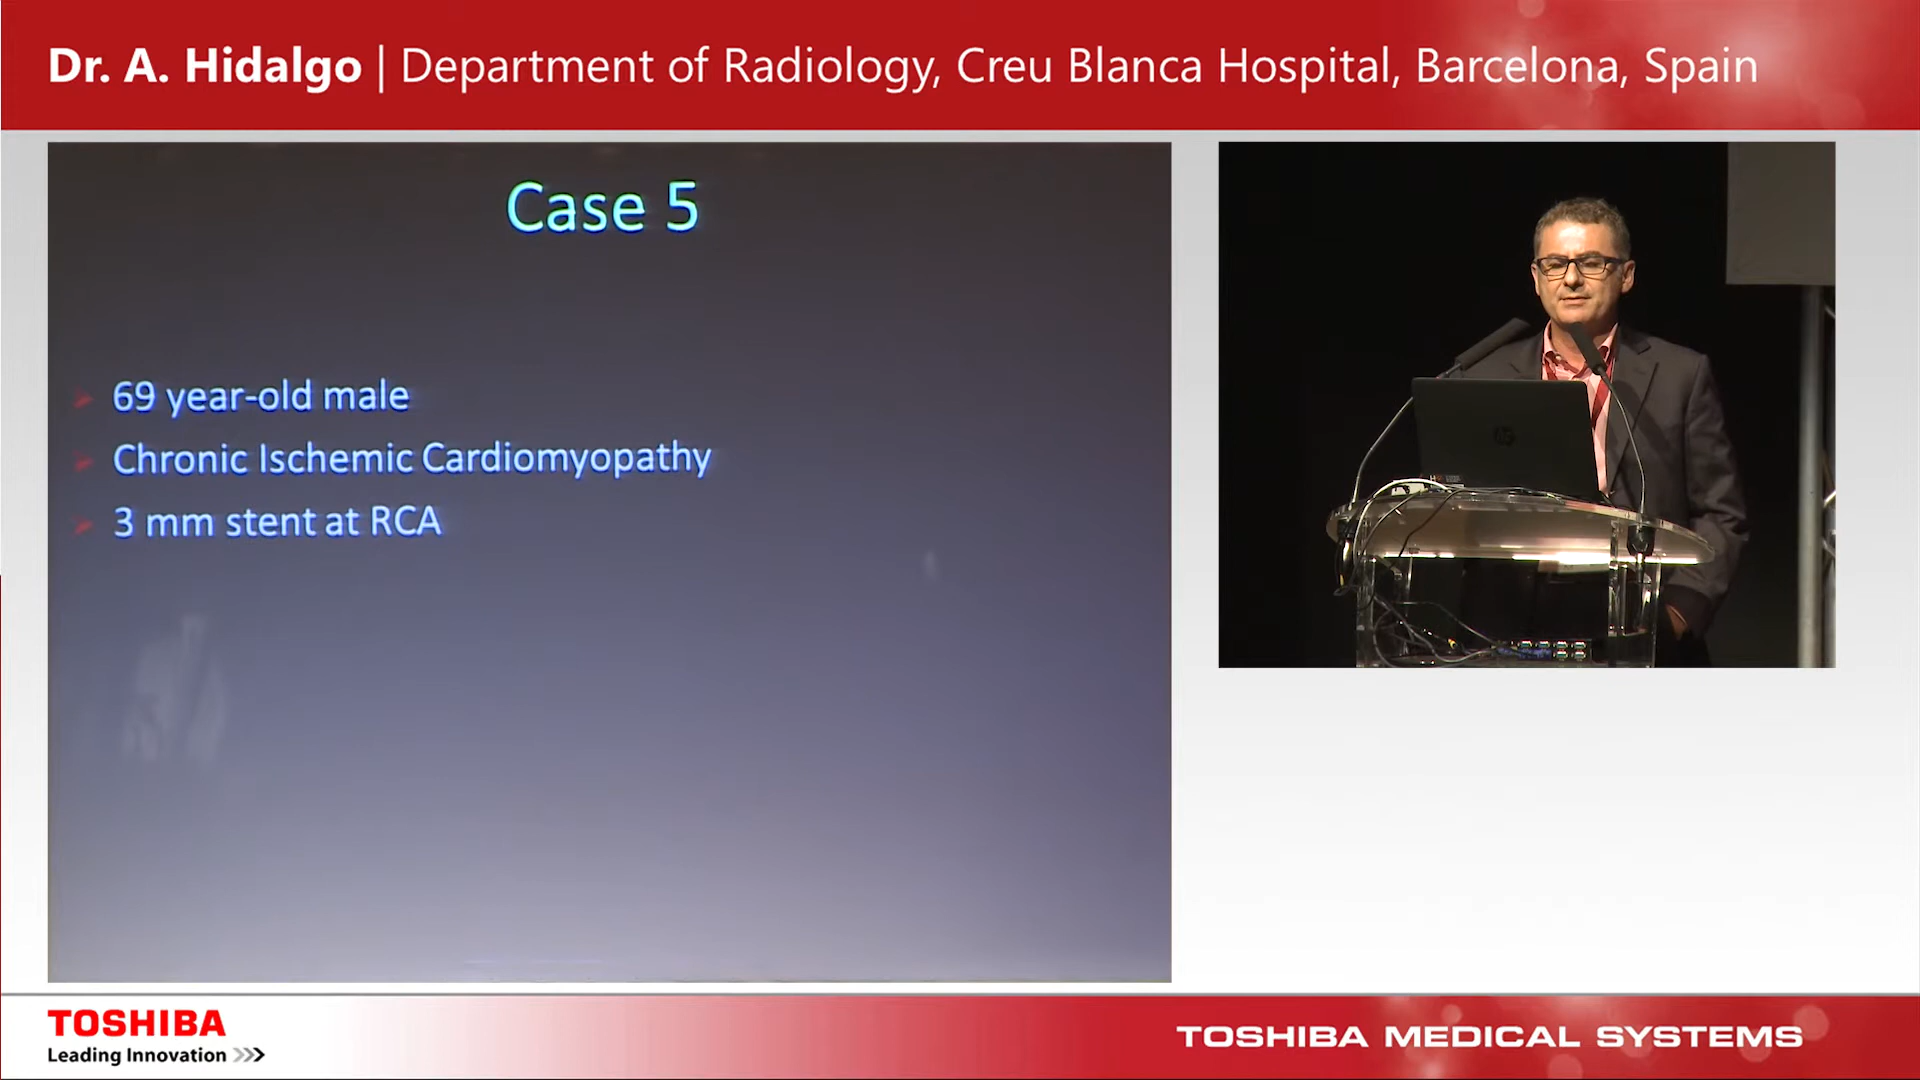 Dr. A. Hidalgo | Department of Radiology, Creu Blanca Hospital, Barcelona, Spain
Case 5
69 year-old male
Chronic Ischemic Cardiomyopathy
3 mm stent at RCA
TOSHIBA
Leading Innovation >>>
TOSHIBA MEDICAL SYSTEMS